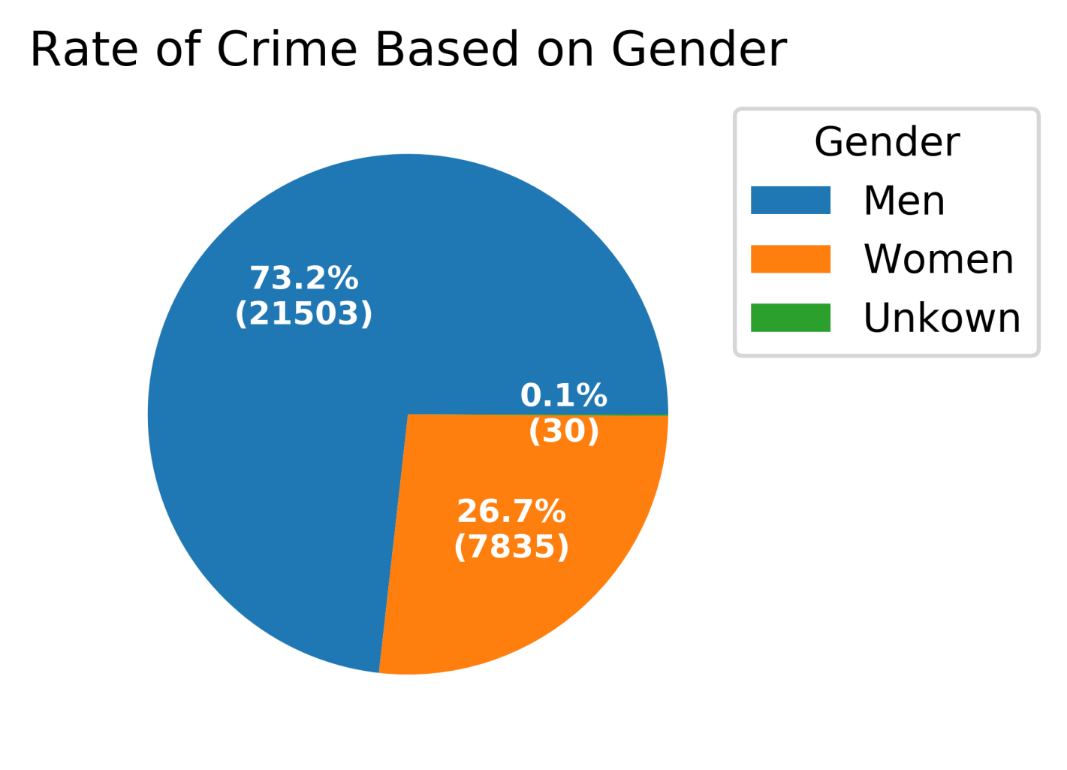 Rate of Crime Based on Gender
Gender
Men
Women
Unkown
73.2%
(21503)
0.1%
(30)
26.7%
(7835)